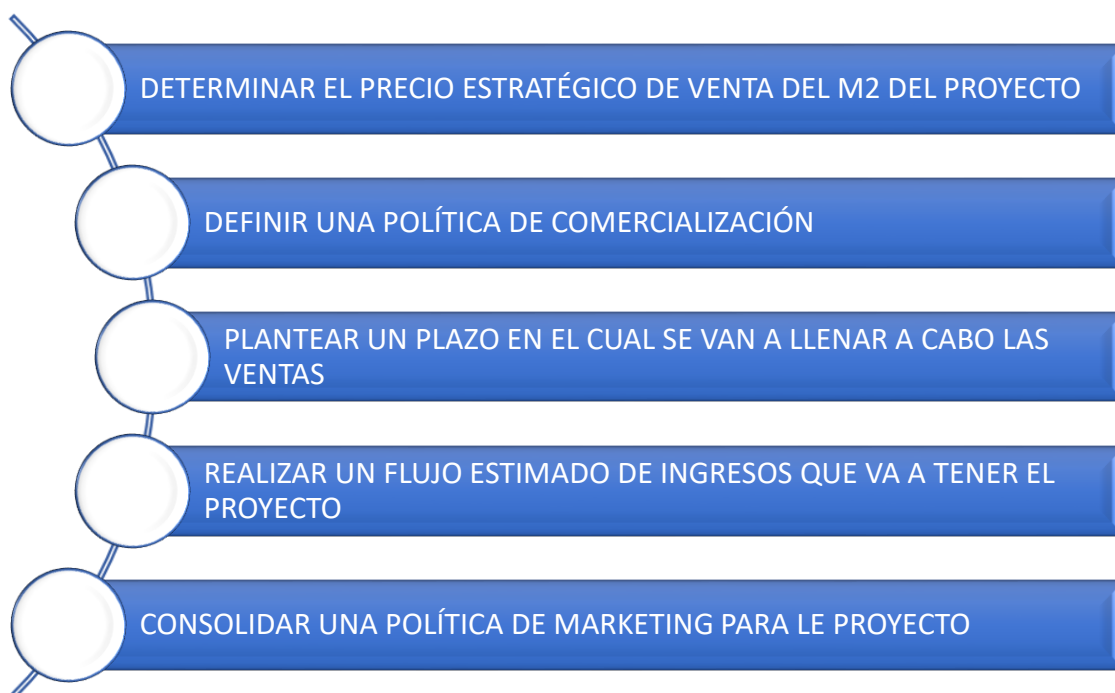 DETERMINAR EL PRECIO ESTRATÉGICO DE VENTA DEL M2 DEL PROYECTO
DEFINIR UNA POLÍTICA DE COMERCIALIZACIÓN
PLANTEAR UN PLAZO EN EL CUAL SE VAN A LLENAR A CABO LAS
VENTAS
REALIZAR UN FLUJO ESTIMADO DE INGRESOS QUE VA A TENER EL
PROYECTO
CONSOLIDAR UNA POLÍTICA DE MARKETING PARA LE PROYECTO